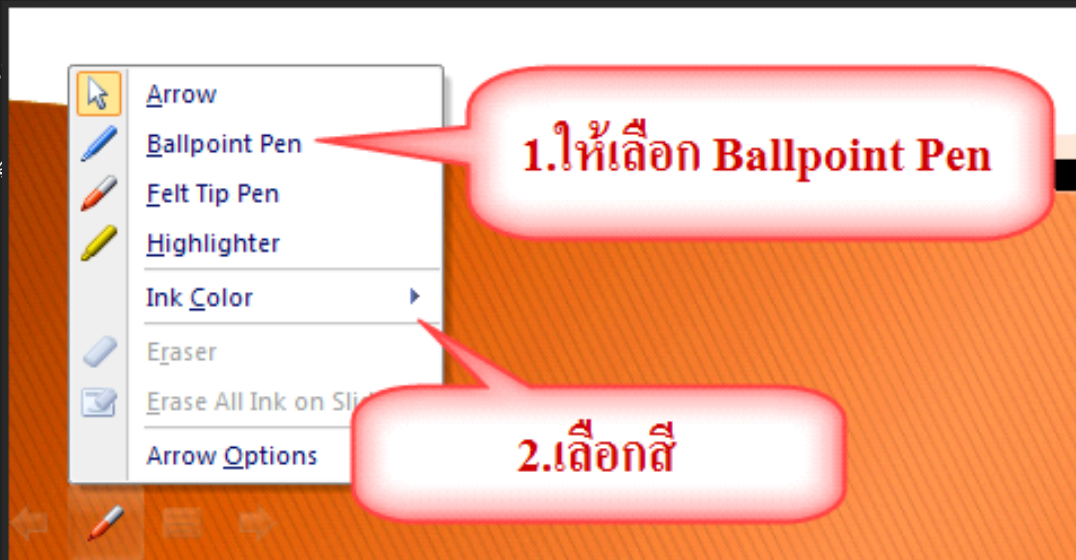 Arrow
Ballpoint Pen
1.ให้เลือก Ballpoint Pen
Felt Tip Pen
Highlighter
Ink Color
Eraser
Erase All Ink on
2.เลือกสี
Arrow Options